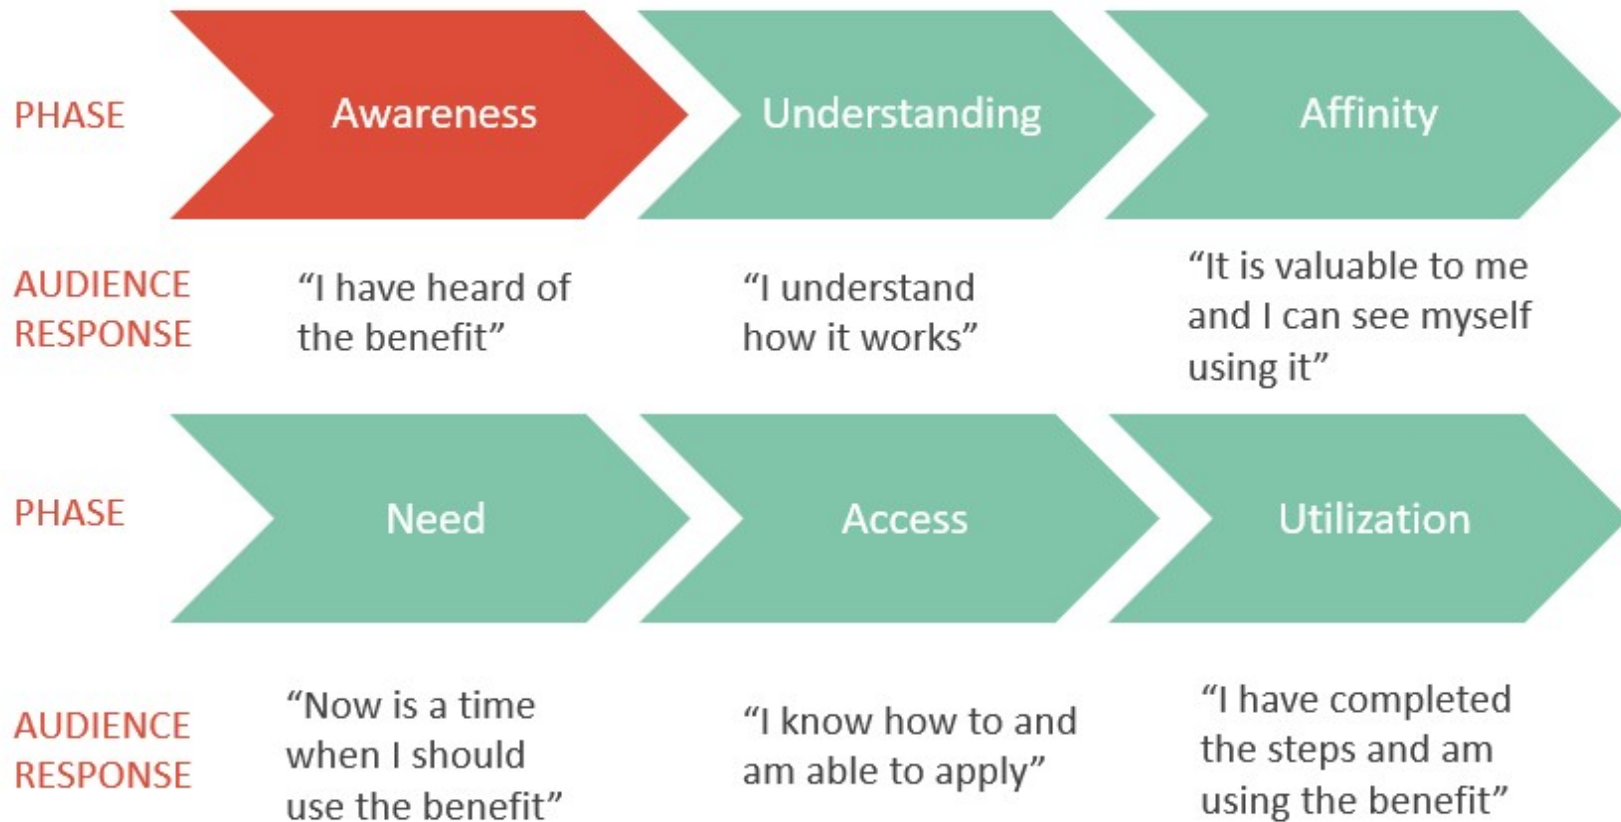 PHASE
Awareness
Understanding
Affinity
AUDIENCE
RESPONSE
“I have heard of
the benefit”
“I understand
how it works”
“It is valuable to me
and I can see myself
using it”
PHASE
Need
Access
Utilization
AUDIENCE
RESPONSE
“Now is a time
when I should
use the benefit”
“I know how to and
am able to apply”
“I have completed
the steps and am
using the benefit”